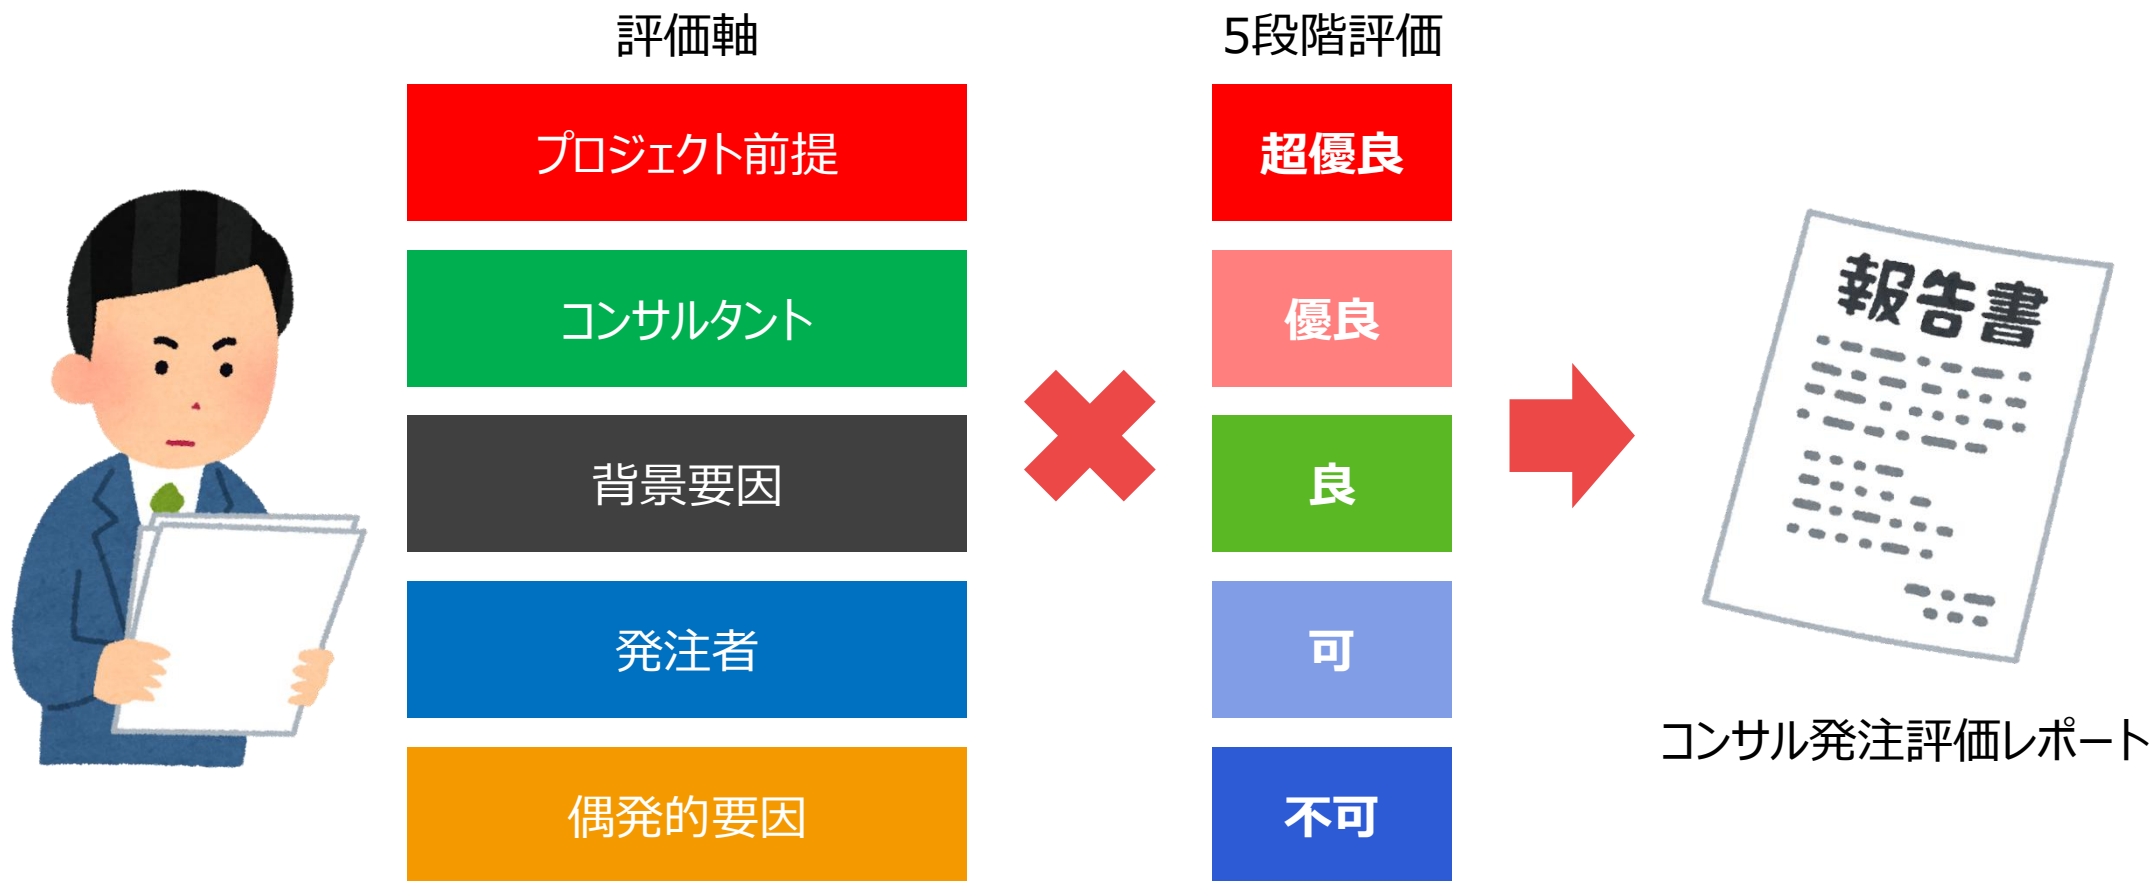 評価軸
5段階評価
プロジェクト前提
超優良
コンサルタント
優良
背景要因
良
発注者
可
偶発的要因
不可
報告書
コンサル発注評価レポート